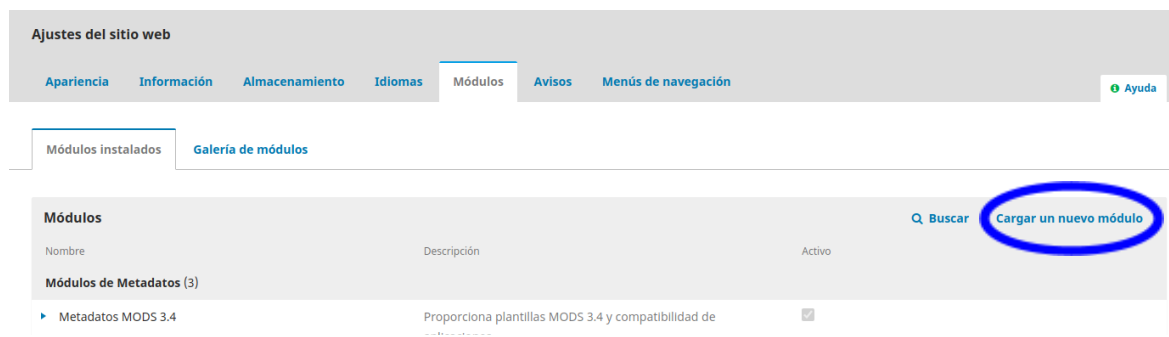 Ajustes del sitio web
Apariencia Información Almacenamiento Idiomas Módulos Avisos Menús de navegación
Ayuda
Módulos instalados Galería de módulos
Módulos Buscar Cargar un nuevo módulo
Nombre Descripción Activo
Módulos de Metadatos (3)
Metadatos MODS 3.4 Proporciona plantillas MODS 3.4 y compatibilidad de